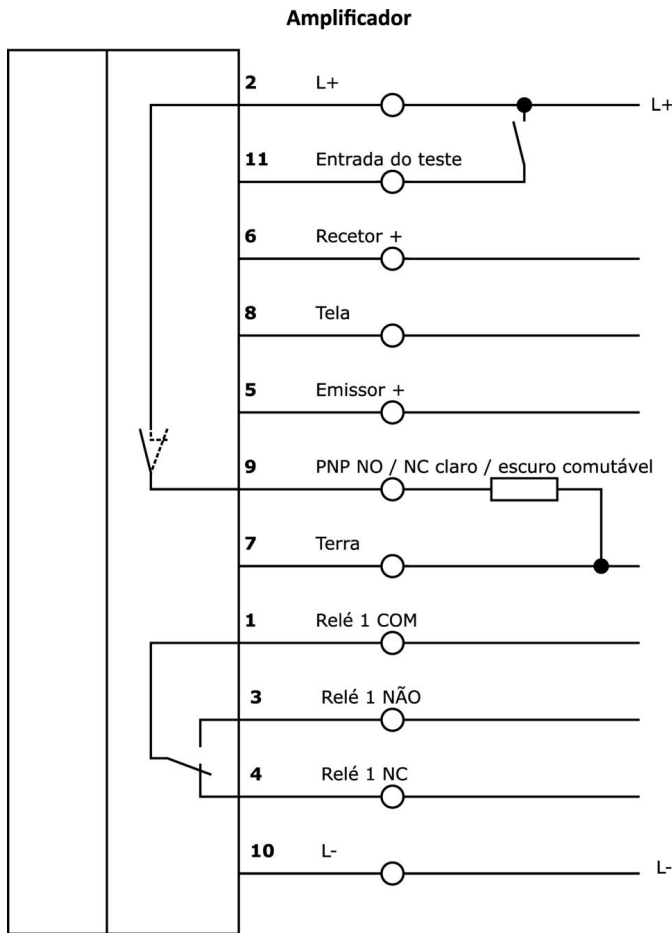 Amplificador
2 L+
L+
11 Entrada do teste
6 Recetor +
8 Tela
5 Emissor +
9 PNP NO / NC claro / escuro comutável
7 Terra
1 Relé 1 COM
3 Relé 1 NÃO
4 Relé 1 NC
10 L-
L-